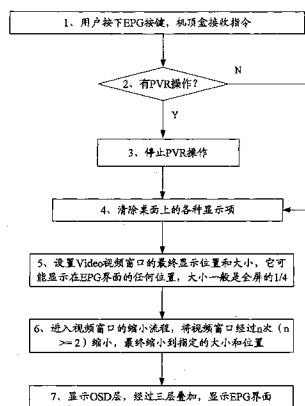 1、用户按下EPG按键，机顶盒接收指令
2、有PVR操作？
N
Y
3、停止PVR操作
4、清除桌面上的各种显示项
5、设置Video视频窗口的最终显示位置和大小，它可
能显示在EPG界面的任何位置，大小一般是全屏的1/4
6、进入视频窗口的缩小流程，将视频窗口经过n次（n
>=2）缩小，最终缩小到指定的大小和位置
7、显示OSD层，经过三层叠加，显示EPG界面